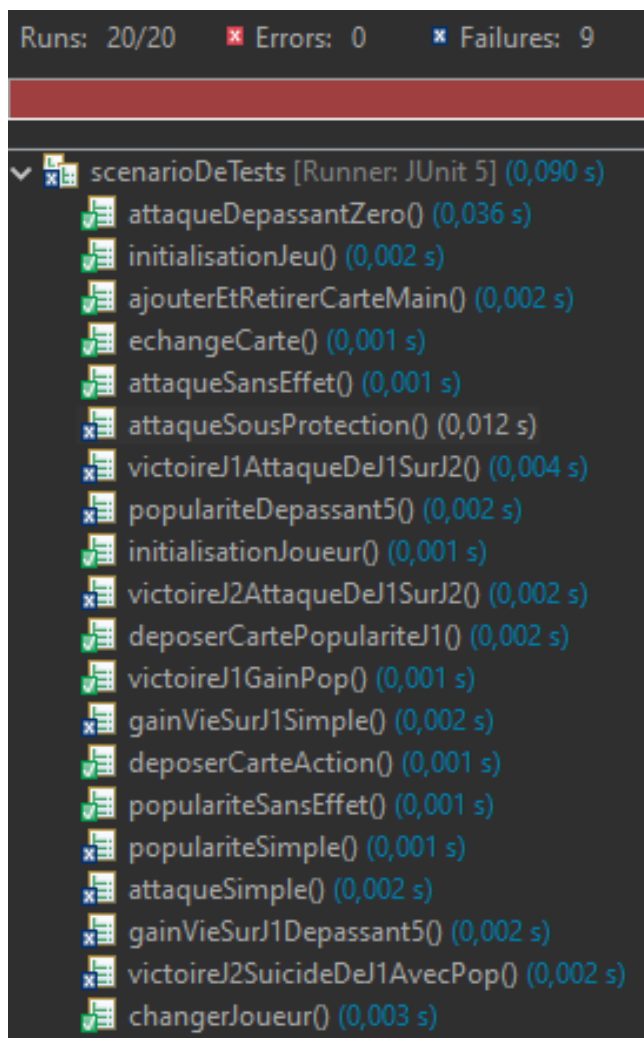 Runs: 20/20 Errors: 0 Failures: 9
scenarioDeTests [Runner: JUnit 5] (0,090 s)
attaqueDepassantZero() (0,036 s)
initialisationJeu() (0,002 s)
ajouterEtRetirerCarteMain() (0,002 s)
echangeCarte() (0,001 s)
attaqueSansEffet() (0,001 s)
attaqueSousProtection() (0,012 s)
victoireJ1AttaqueDeJ1SurJ2() (0,004 s)
populariteDepassant5() (0,002 s)
initialisationJoueur() (0,001 s)
victoireJ2AttaqueDeJ1SurJ2() (0,002 s)
deposerCartePopulariteJ1() (0,002 s)
victoireJ1GainPop() (0,001 s)
gainVieSurJ1Simple() (0,002 s)
deposerCarteAction() (0,001 s)
populariteSansEffet() (0,001 s)
populariteSimple() (0,001 s)
attaqueSimple() (0,002 s)
gainVieSurJ1Depassant5() (0,002 s)
victoireJ2SuicideDeJ1AvecPop() (0,002 s)
changerJoueur() (0,003 s)